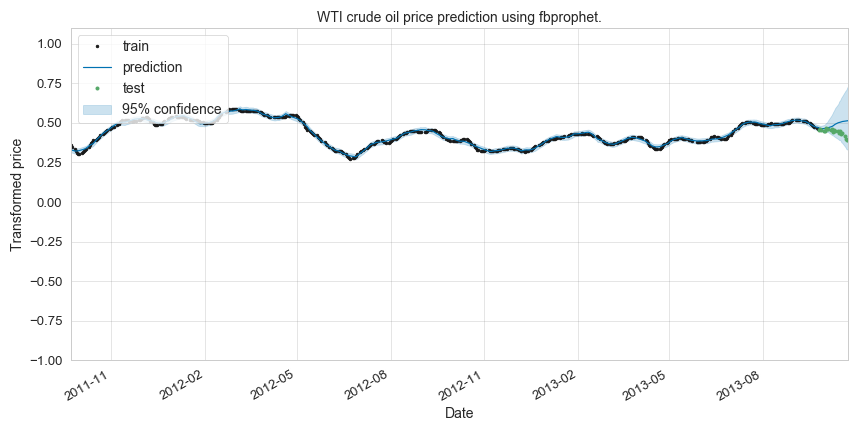 WTI crude oil price prediction using fbprophet.
train
prediction
test
95% confidence
1.00
0.75
0.50
0.25
0.00
−0.25
−0.50
−0.75
−1.00
Transformed price
2011-11
2012-02
2012-05
2012-08
2012-11
2013-02
2013-05
2013-08
Date